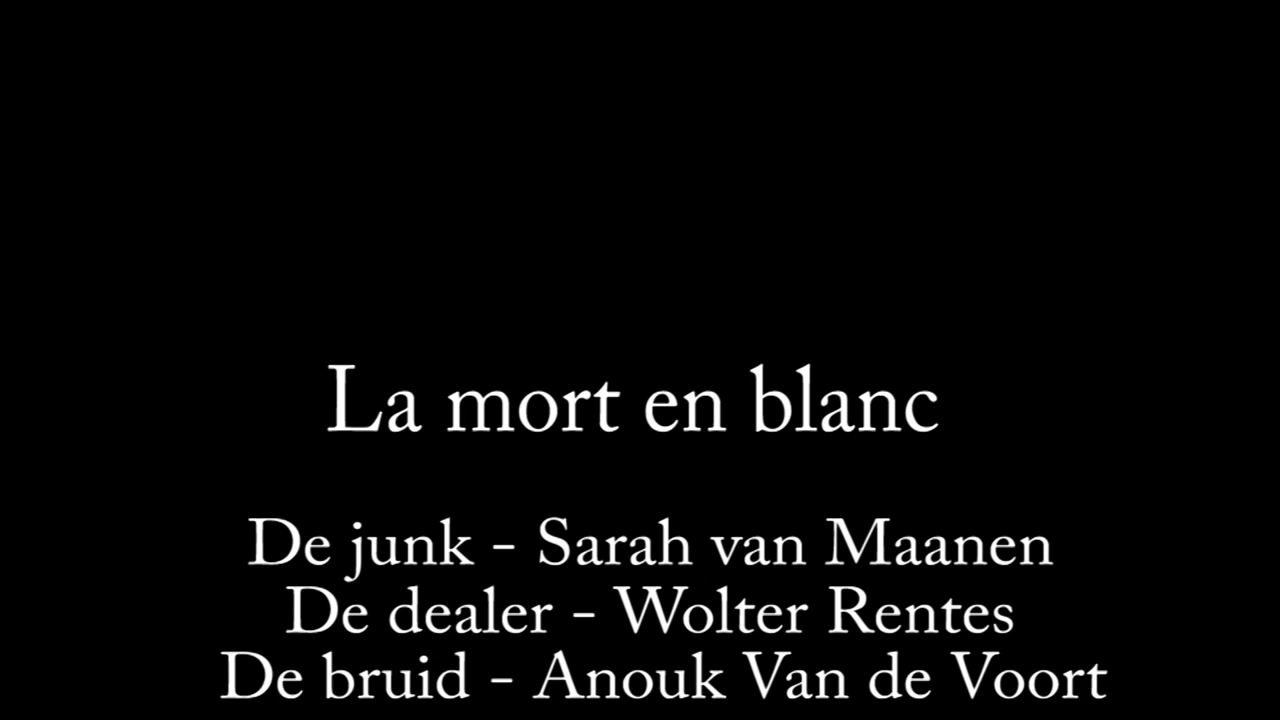 La mort en blanc
De junk - Sarah van Maanen
De dealer - Wolter Rentes
De bruid - Anouk Van de Voort